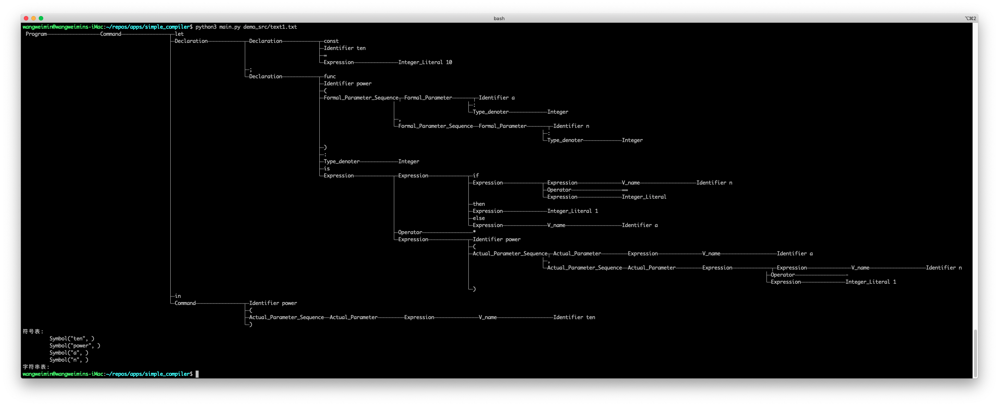 bash
⌥⌘2
wangweimin@wangweimins-iMac:~/repos/apps/simple_compiler$ python3 main.py demo_src/text1.txt
Program Command let
Declaration Declaration const
Identifier ten
=
Expression Integer_Literal 10
;
Declaration func
Identifier power
(
Formal_Parameter_Sequence Formal_Parameter Identifier a
:
Type_denoter Integer
,
Formal_Parameter_Sequence Formal_Parameter Identifier n
:
Type_denoter Integer
)
:
Type_denoter Integer
is
Expression Expression if
Expression Expression V_name Identifier n
Operator ==
Expression Integer_Literal
then
Expression Integer_Literal 1
else
Expression V_name Identifier a
Operator *
Expression Identifier power
(
Actual_Parameter_Sequence Actual_Parameter Expression V_name Identifier a
,
Actual_Parameter_Sequence Actual_Parameter Expression Expression V_name Identifier n
Operator -
Expression Integer_Literal 1
)
in
Command Identifier power
(
Actual_Parameter_Sequence Actual_Parameter Expression V_name Identifier ten
)
符号表:
Symbol("ten", )
Symbol("power", )
Symbol("a", )
Symbol("n", )
字符串表:
wangweimin@wangweimins-iMac:~/repos/apps/simple_compiler$